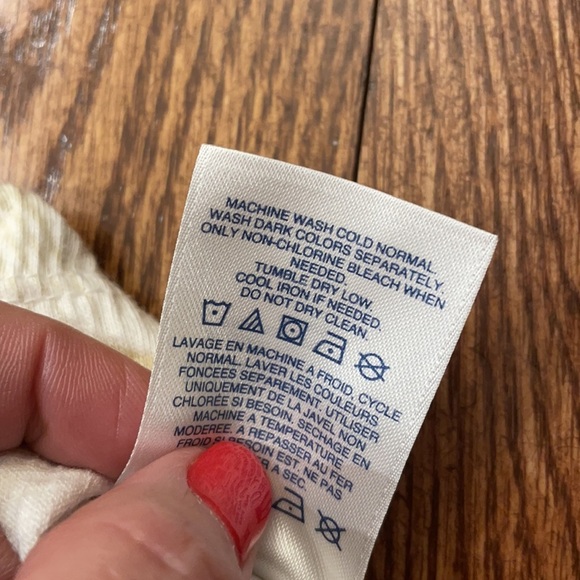 MACHINE WASH COLD NORMAL.
WASH DARK COLORS SEPARATELY.
ONLY NON-CHLORINE BLEACH WHEN
NEEDED.
TUMBLE DRY LOW.
COOL IRON IF NEEDED.
DO NOT DRY CLEAN.
LAVAGE EN MACHINE A FROID, CYCLE
NORMAL. LAVER LES COULEURS
FONCEES SEPAREMENT. UTILISER
UNIQUEMENT DE LA JAVEL NON
CHLORÉE SI BESOIN. SECHAGE EN
MACHINE A TEMPERATURE
MODEREE. A REPASSER AU FER
FROID SI BESOIN EST. NE PAS
A SEC.